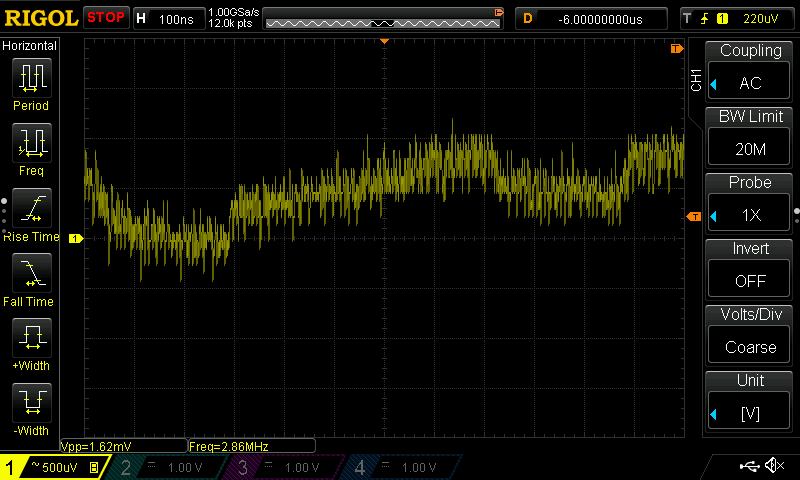 RIGOL STOP H 100ns 1.00GSa/s 12.0k pts D -6.00000000us T 1 220uV
Horizontal
Period
Freq
Rise Time
Fall Time
+Width
-Width
T
1
T
Vpp=1.62mV Freq=2.86MHz
CH1
Coupling
AC
BW Limit
20M
Probe
1X
Invert
OFF
Volts/Div
Coarse
Unit
[V]
1 ~ 500uV B 2 1.00 V 3 1.00 V 4 1.00 V